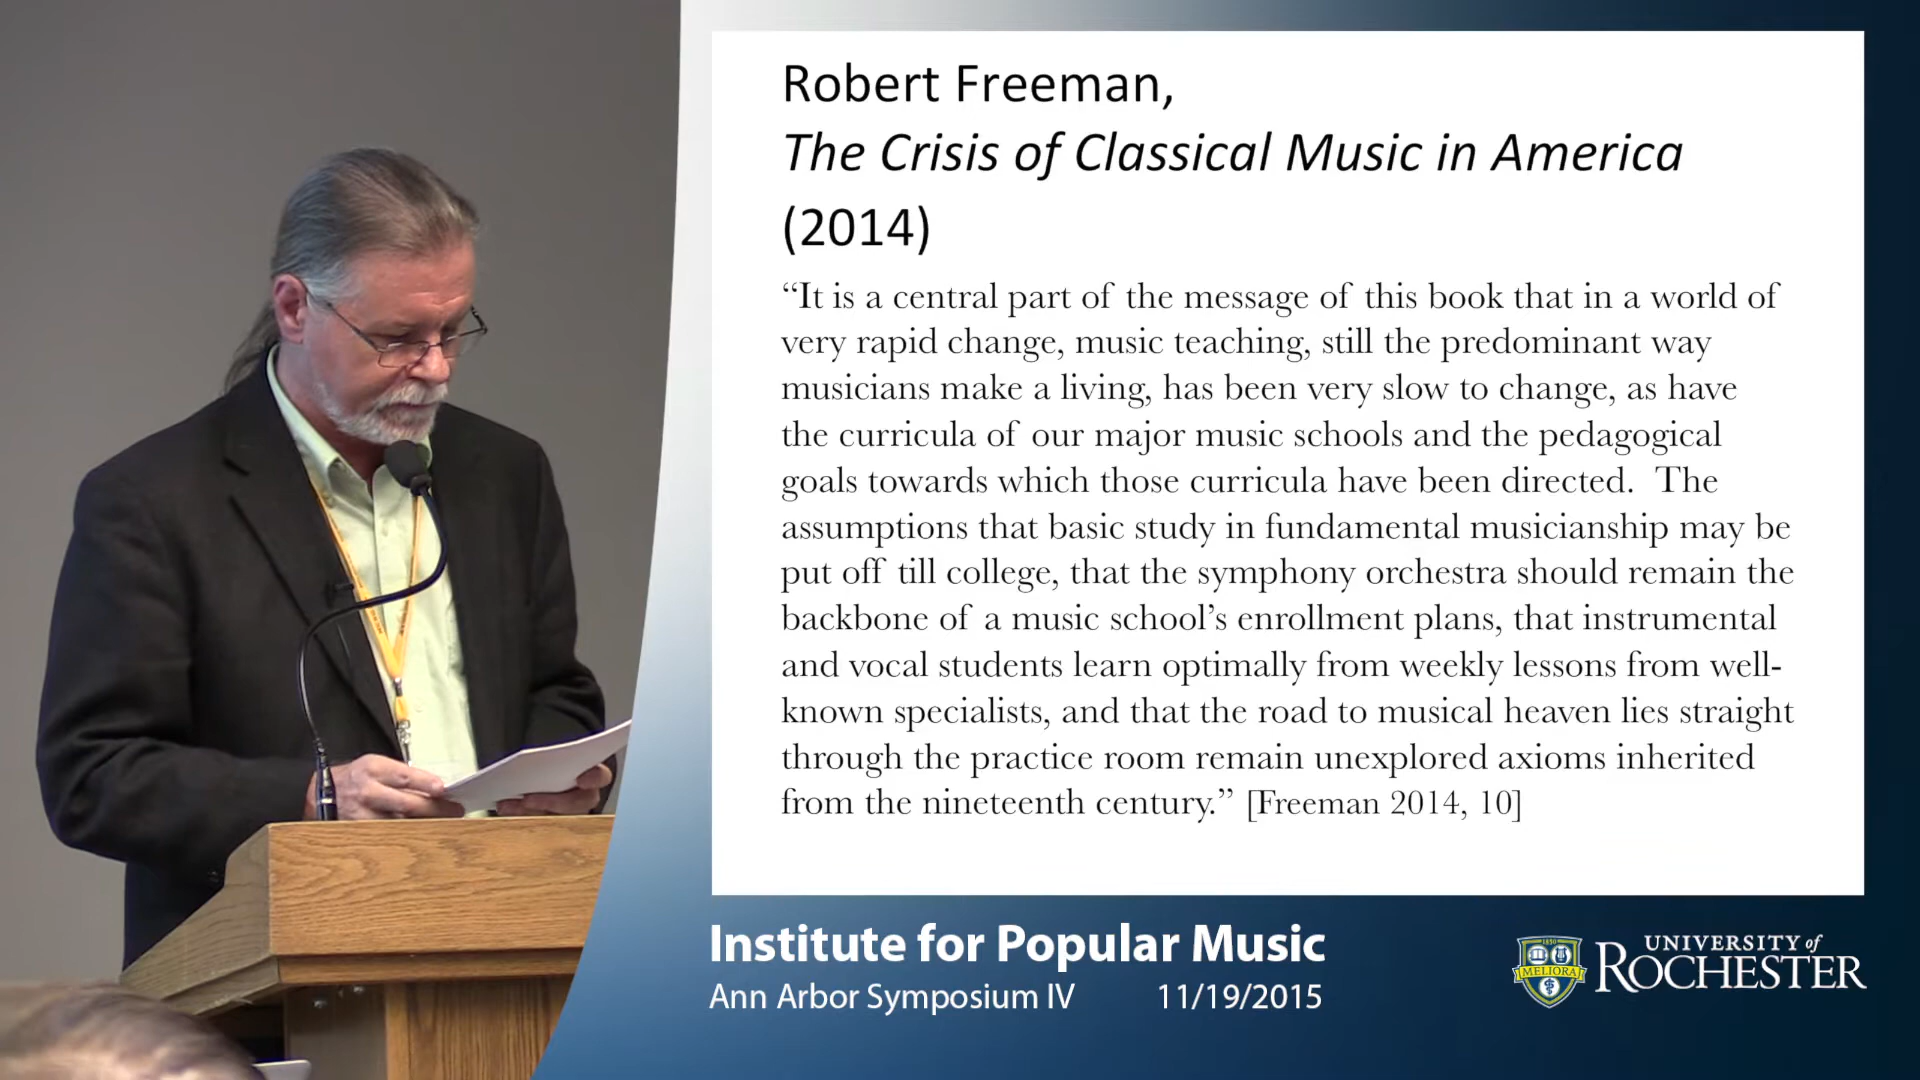 Robert Freeman,
The Crisis of Classical Music in America
(2014)
“It is a central part of the message of this book that in a world of
very rapid change, music teaching, still the predominant way
musicians make a living, has been very slow to change, as have
the curricula of our major music schools and the pedagogical
goals towards which those curricula have been directed.  The
assumptions that basic study in fundamental musicianship may be
put off till college, that the symphony orchestra should remain the
backbone of a music school’s enrollment plans, that instrumental
and vocal students learn optimally from weekly lessons from well-
known specialists, and that the road to musical heaven lies straight
through the practice room remain unexplored axioms inherited
from the nineteenth century.” [Freeman 2014, 10]
Institute for Popular Music
Ann Arbor Symposium IV 11/19/2015
1850
MELIORA
UNIVERSITY of
ROCHESTER